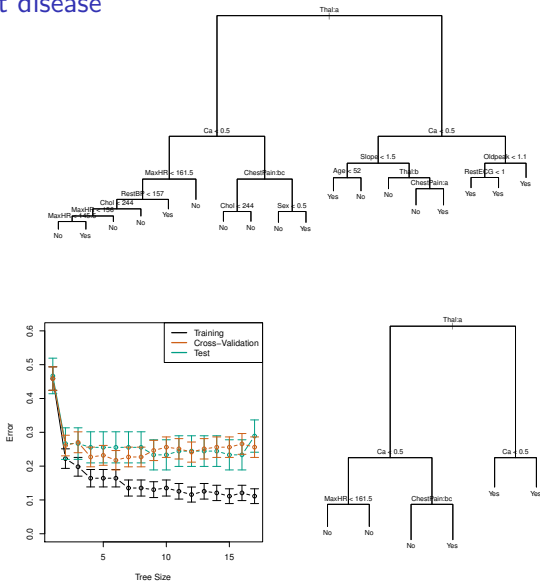 t disease
Thal:a
Ca < 0.5
Ca < 0.5
Slope < 1.5
Oldpeak < 1.1
MaxHR < 161.5
ChestPain:bc
Age < 52
Thal:b
RestECG < 1
ChestPain:a
Yes
No
No
No
Yes
Yes
Yes
Yes
RestBP < 157
Chol < 244
MaxHR < 156
MaxHR < 145.5
No
Yes
No
No
No
Yes
No
Chol < 244
Sex < 0.5
No
No
No
Yes
0.6
0.5
0.4
0.3
0.2
0.1
0.0
Error
Training
Cross−Validation
Test
5
10
15
Tree Size
Thal:a
Ca < 0.5
Ca < 0.5
MaxHR < 161.5
ChestPain:bc
Yes
Yes
No
No
No
Yes